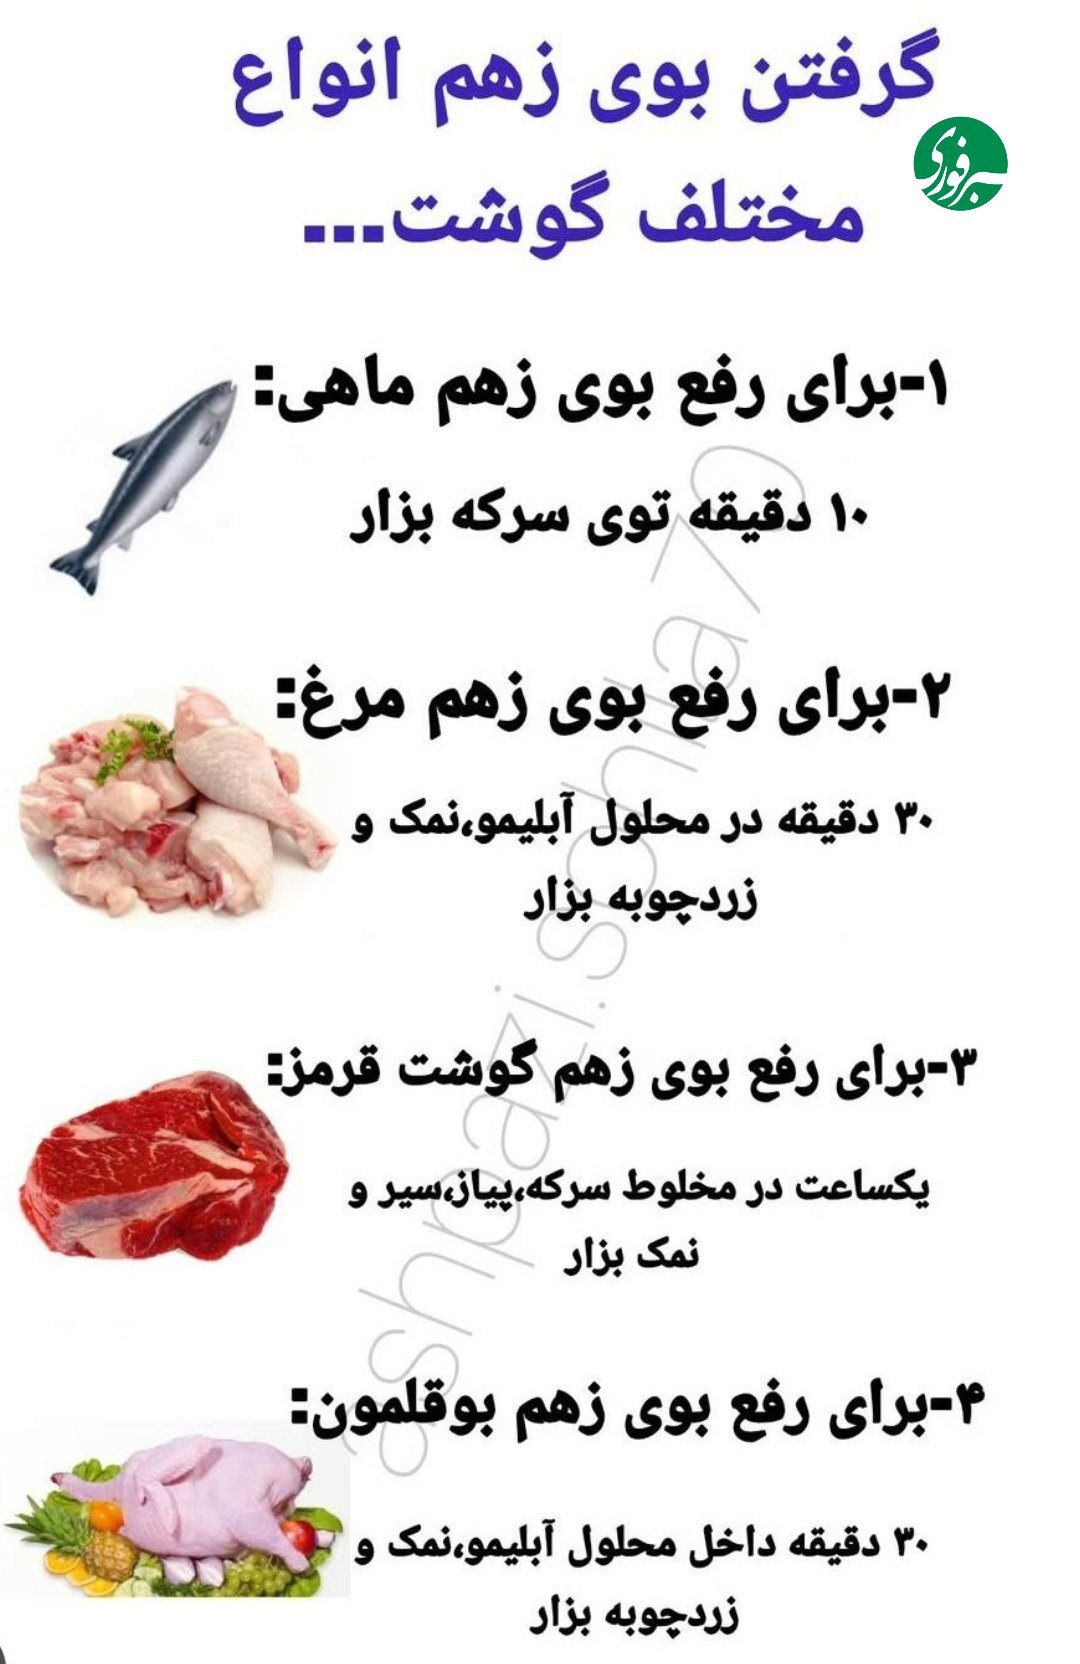 گرفتن بوی زهم انواع
خبرفوری
مختلف گوشت...
۱-برای رفع بوی زهم ماهی:
۱۰ دقیقه توی سرکه بزار
۲-برای رفع بوی زهم مرغ:
۳۰ دقیقه در محلول آبلیمو،نمک و
زردچوبه بزار
۳-برای رفع بوی زهم گوشت قرمز:
یکساعت در مخلوط سرکه،پیاز،سیر و
نمک بزار
۴-برای رفع بوی زهم بوقلمون:
۳۰ دقیقه داخل محلول آبلیمو،نمک و
زردچوبه بزار
ashpazi.sohla70